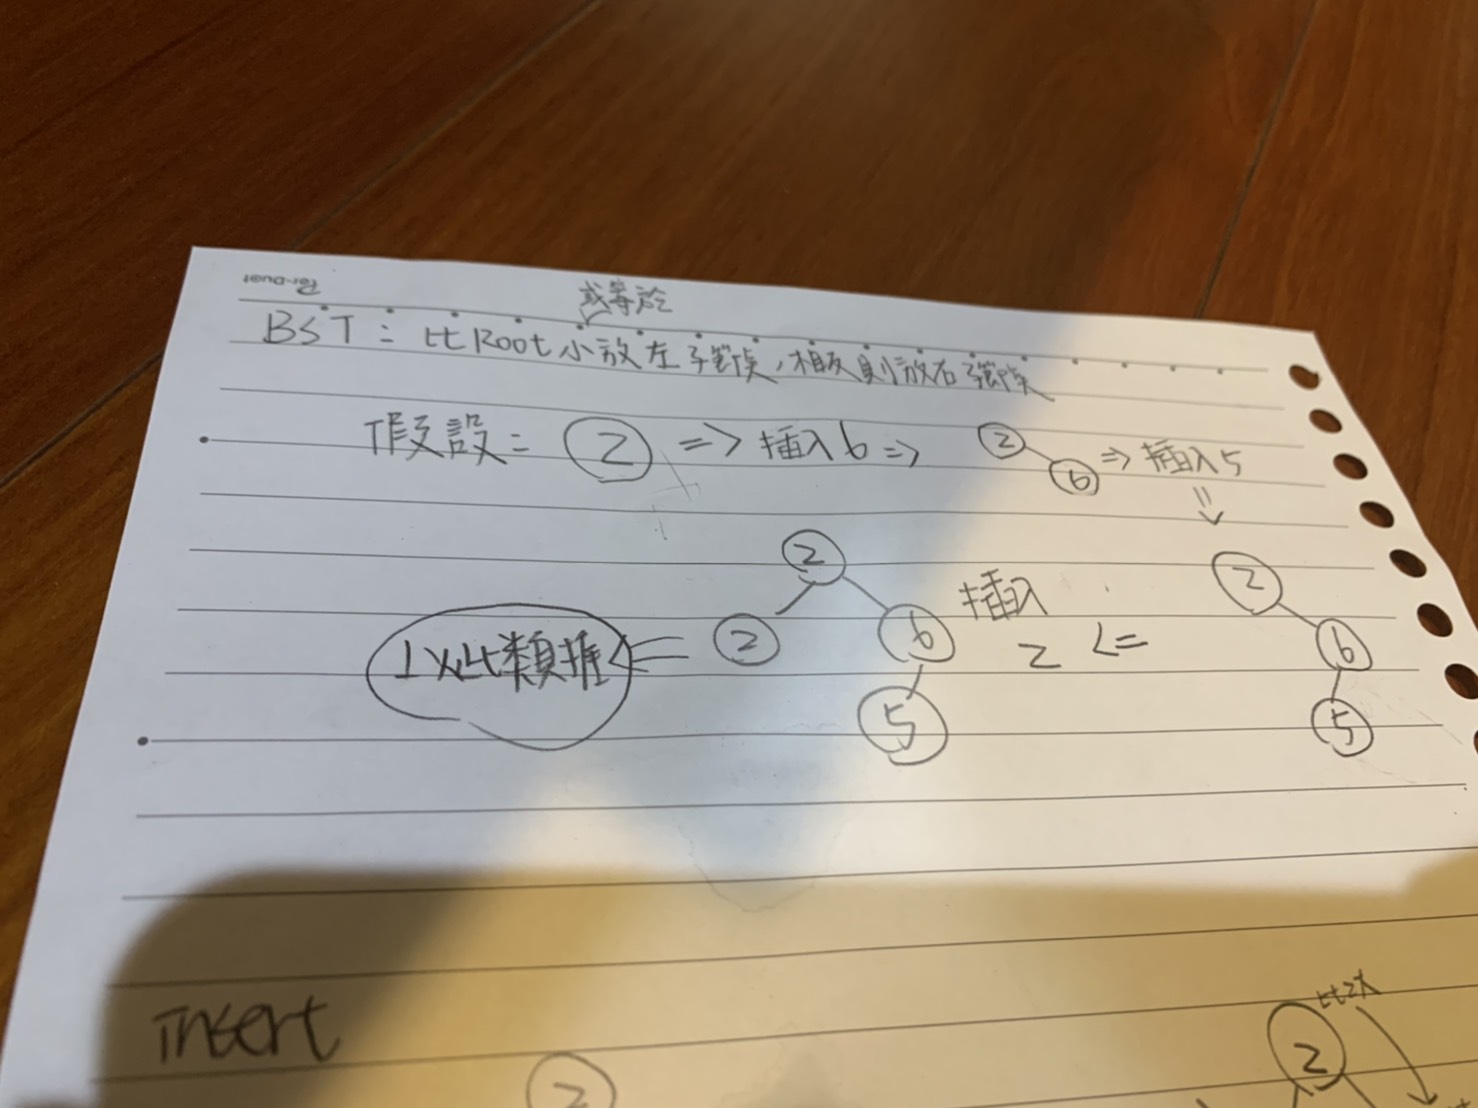 或等於
BST：比Root小放左子節點，相反則放右子節點
假設：② => 插入6 => ② ⑥ => 插入5
② ② ⑥ ⑤ 插入 2 <= ② ⑥ ⑤
以此類推 <=
insert
② ② 比2大